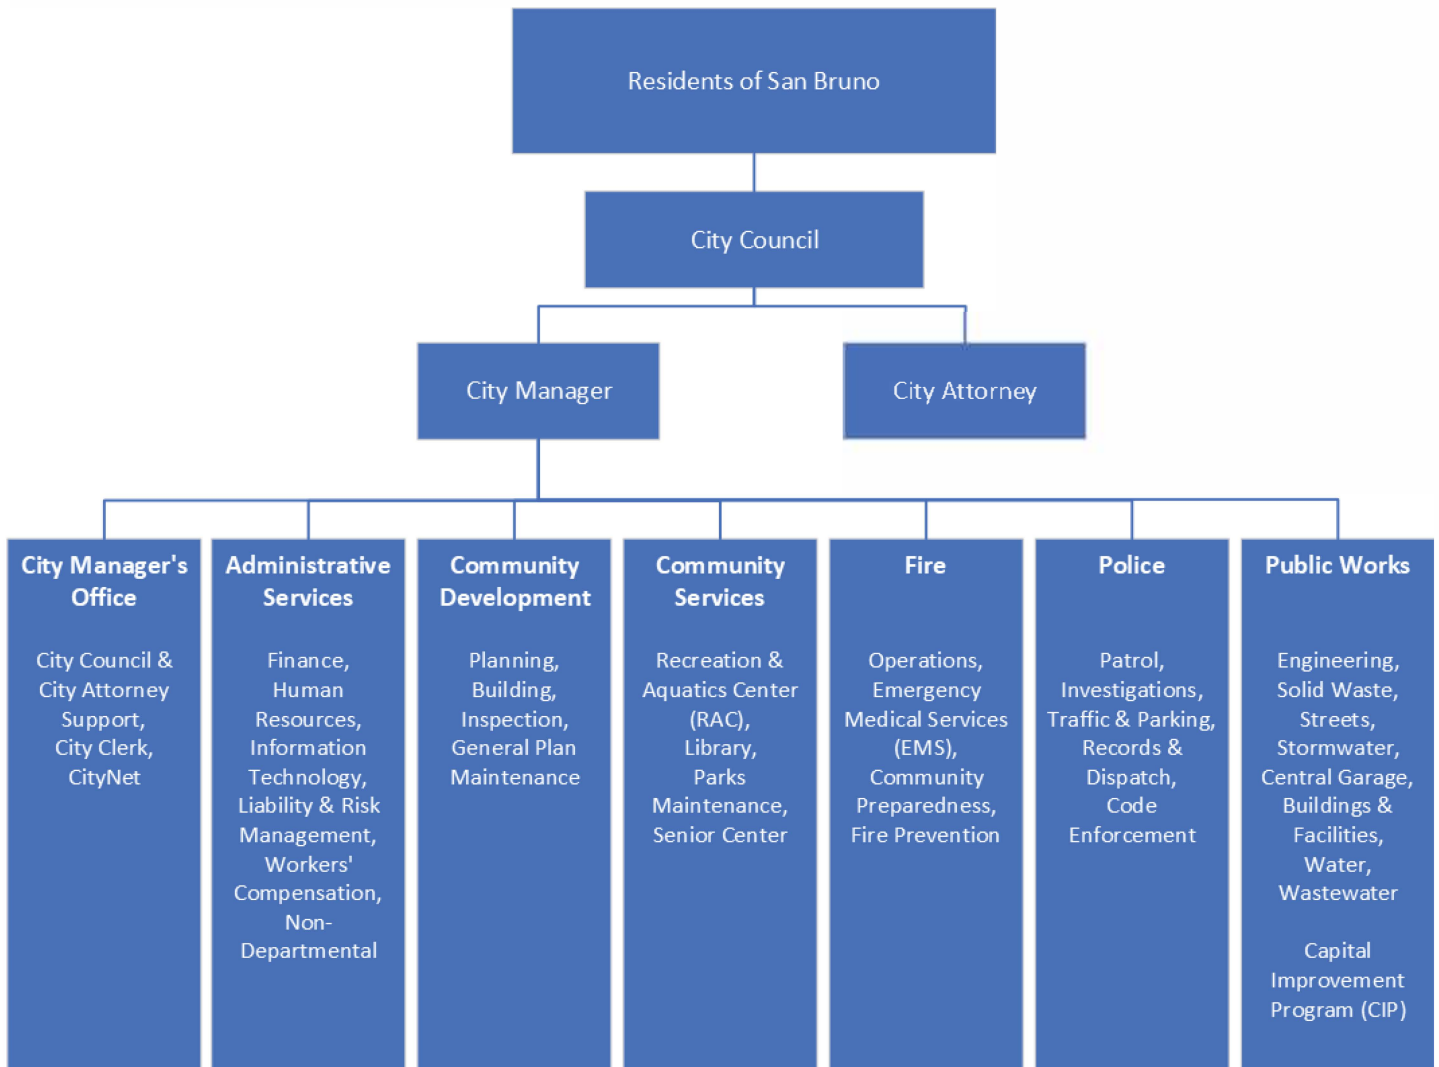 Residents of San Bruno
City Council
City Manager
City Attorney
City Manager's
Office
City Council &
City Attorney
Support,
City Clerk,
CityNet
Administrative
Services
Finance,
Human
Resources,
Information
Technology,
Liability & Risk
Management,
Workers'
Compensation,
Non-
Departmental
Community
Development
Planning,
Building,
Inspection,
General Plan
Maintenance
Community
Services
Recreation &
Aquatics Center
(RAC),
Library,
Parks
Maintenance,
Senior Center
Fire
Operations,
Emergency
Medical Services
(EMS),
Community
Preparedness,
Fire Prevention
Police
Patrol,
Investigations,
Traffic & Parking,
Records &
Dispatch,
Code
Enforcement
Public Works
Engineering,
Solid Waste,
Streets,
Stormwater,
Central Garage,
Buildings &
Facilities,
Water,
Wastewater
Capital
Improvement
Program (CIP)